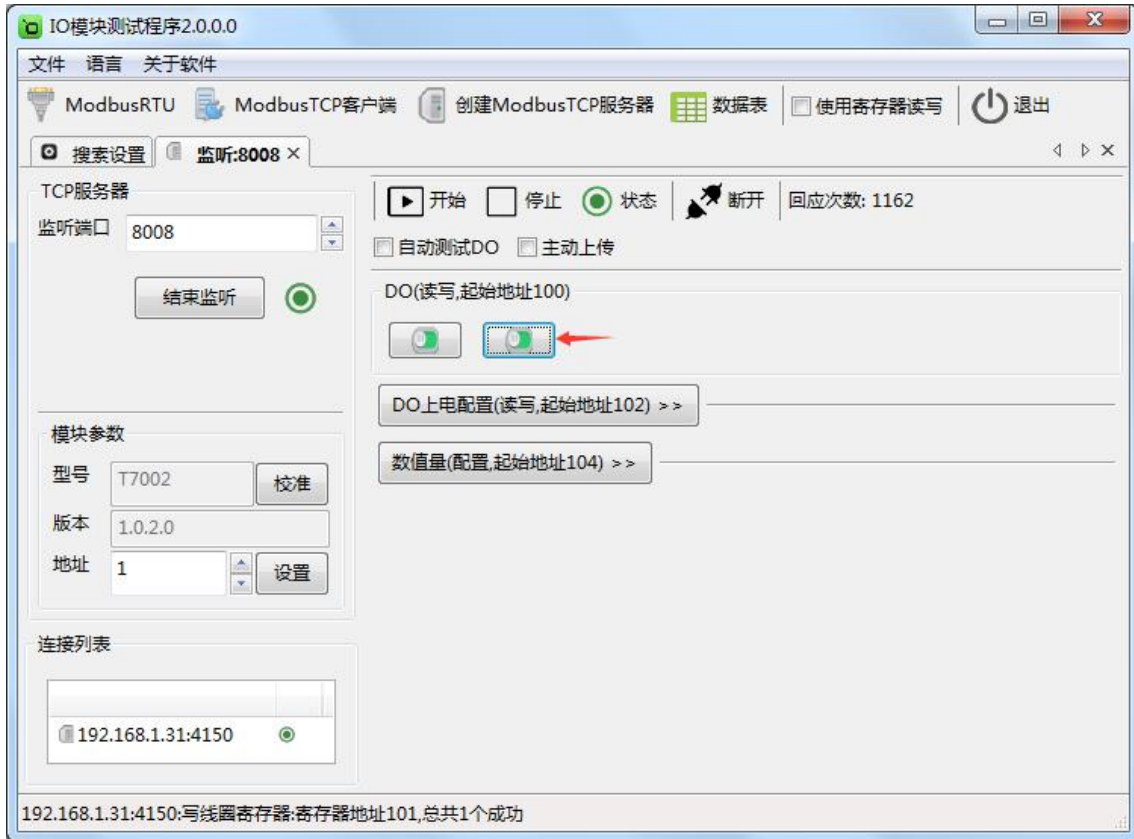 IO模块测试程序2.0.0.0
文件 语言 关于软件
ModbusRTU ModbusTCP客户端 创建ModbusTCP服务器 数据表 使用寄存器读写 退出
搜索设置 监听:8008
TCP服务器
监听端口 8008
结束监听
模块参数
型号 T7002 校准
版本 1.0.2.0
地址 1 设置
连接列表
192.168.1.31:4150
开始 停止 状态 断开 回应次数: 1162
自动测试DO 主动上传
DO(读写,起始地址100)
DO上电配置(读写,起始地址102) >>
数值量(配置,起始地址104) >>
192.168.1.31:4150:写线圈寄存器:寄存器地址101,总共1个成功